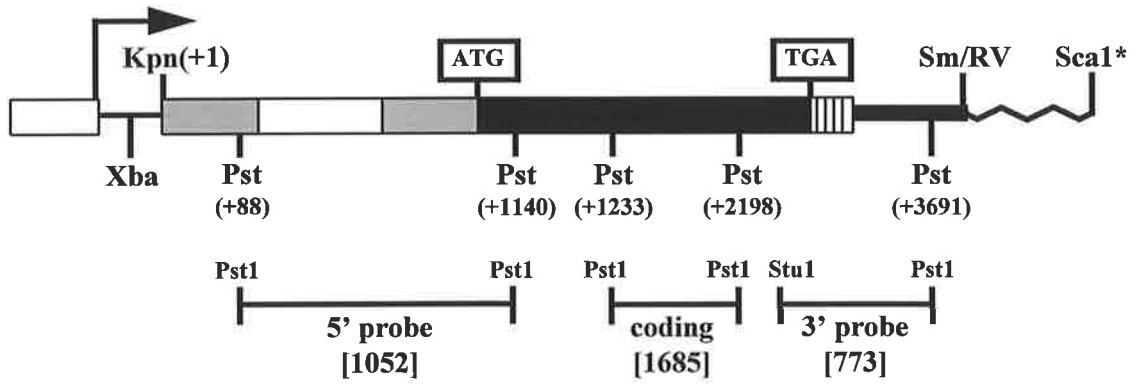 Kpn(+1)
ATG
TGA
Sm/RV
Sca1*
Xba
Pst
(+88)
Pst
(+1140)
Pst
(+1233)
Pst
(+2198)
Pst
(+3691)
Pst1
Pst1
Pst1
Pst1
Stu1
Pst1
5' probe
[1052]
coding
[1685]
3' probe
[773]